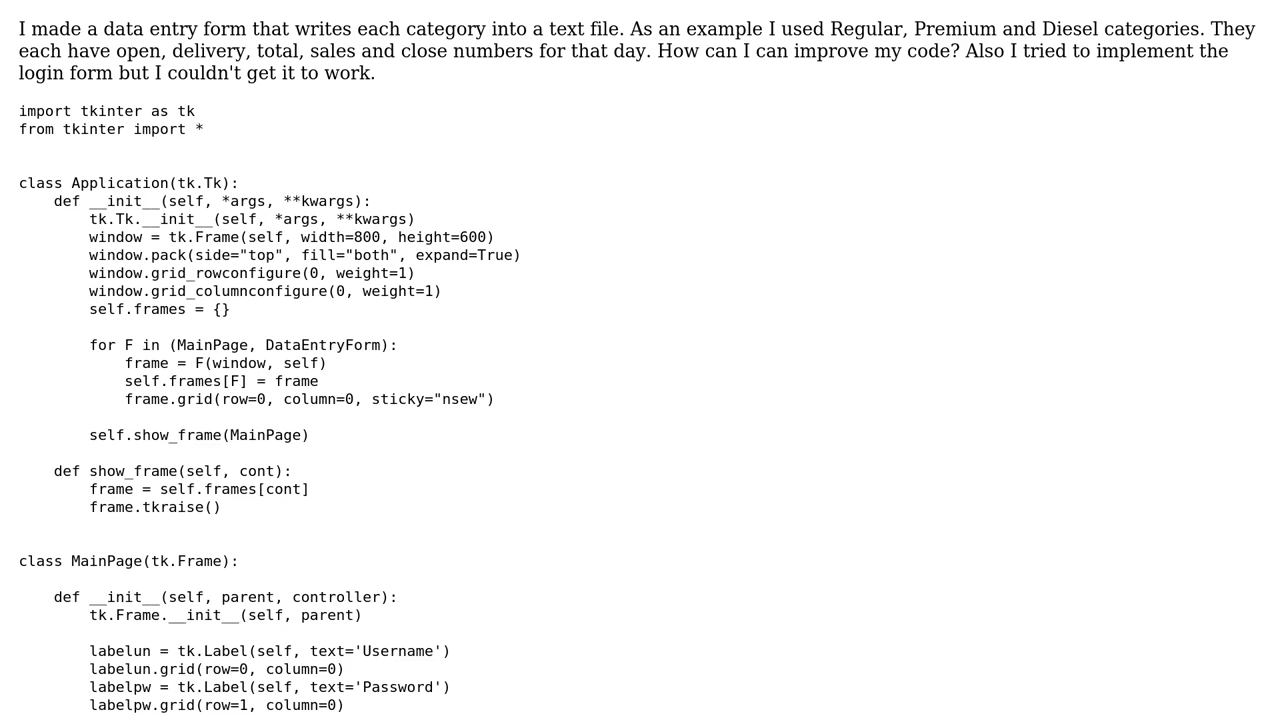 I made a data entry form that writes each category into a text file. As an example I used Regular, Premium and Diesel categories. They
each have open, delivery, total, sales and close numbers for that day. How can I can improve my code? Also I tried to implement the
login form but I couldn't get it to work.
import tkinter as tk
from tkinter import *
class Application(tk.Tk):
    def __init__(self, *args, **kwargs):
        tk.Tk.__init__(self, *args, **kwargs)
        window = tk.Frame(self, width=800, height=600)
        window.pack(side="top", fill="both", expand=True)
        window.grid_rowconfigure(0, weight=1)
        window.grid_columnconfigure(0, weight=1)
        self.frames = {}
        for F in (MainPage, DataEntryForm):
            frame = F(window, self)
            self.frames[F] = frame
            frame.grid(row=0, column=0, sticky="nsew")
        self.show_frame(MainPage)
    def show_frame(self, cont):
        frame = self.frames[cont]
        frame.tkraise()
class MainPage(tk.Frame):
    def __init__(self, parent, controller):
        tk.Frame.__init__(self, parent)
        labelun = tk.Label(self, text='Username')
        labelun.grid(row=0, column=0)
        labelpw = tk.Label(self, text='Password')
        labelpw.grid(row=1, column=0)